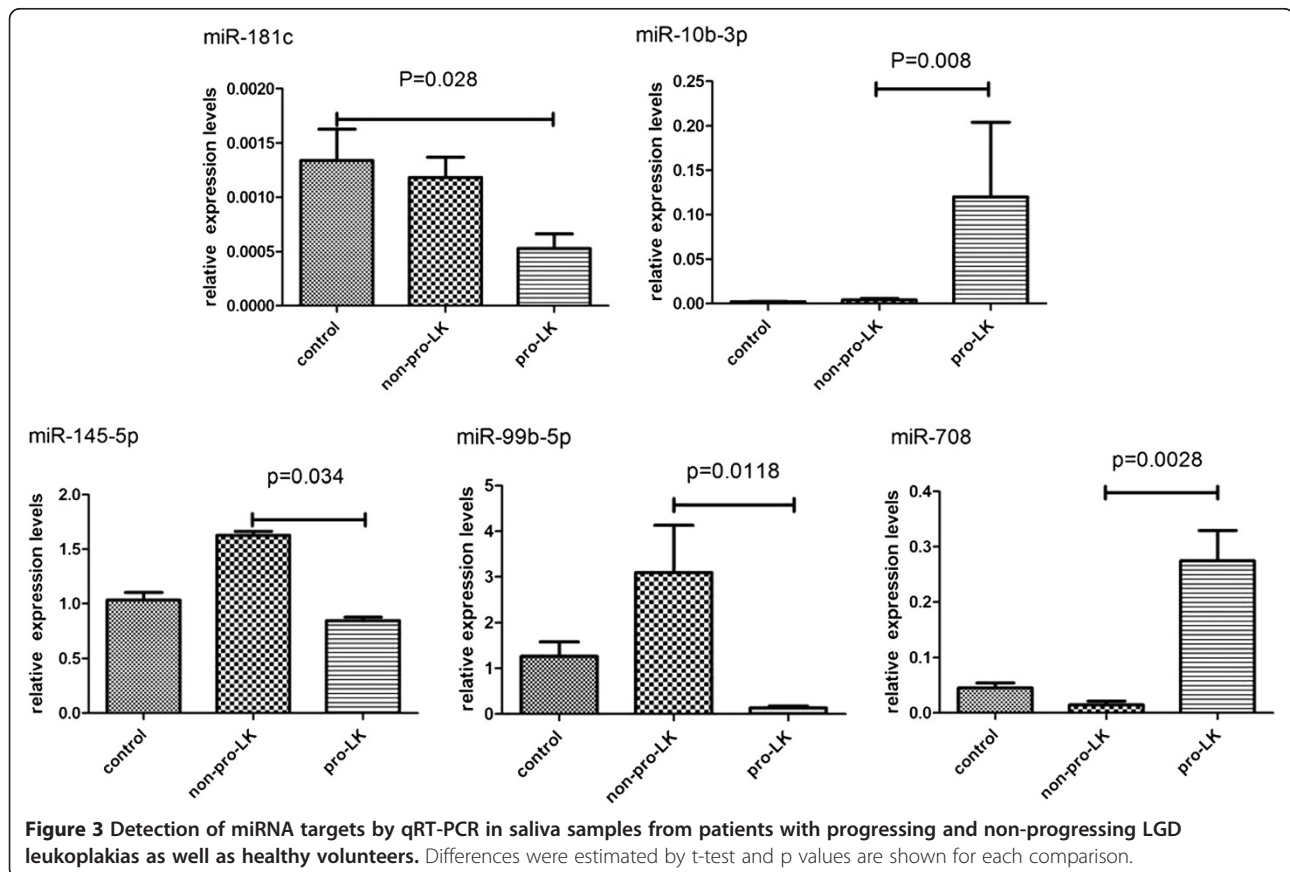 miR-181c
P=0.028
relative expression levels
0.0020
0.0015
0.0010
0.0005
0.0000
control
non-pro-LK
pro-LK
miR-10b-3p
P=0.008
relative expression levels
0.25
0.20
0.15
0.10
0.05
0.00
control
non-pro-LK
pro-LK
miR-145-5p
p=0.034
relative expression levels
2.0
1.5
1.0
0.5
0.0
control
non-pro-LK
pro-LK
miR-99b-5p
p=0.0118
relative expression levels
5
4
3
2
1
0
control
non-pro-LK
pro-LK
miR-708
p=0.0028
relative expression levels
0.4
0.3
0.2
0.1
0.0
control
non-pro-LK
pro-LK
Figure 3 Detection of miRNA targets by qRT-PCR in saliva samples from patients with progressing and non-progressing LGD
leukoplakias as well as healthy volunteers. Differences were estimated by t-test and p values are shown for each comparison.